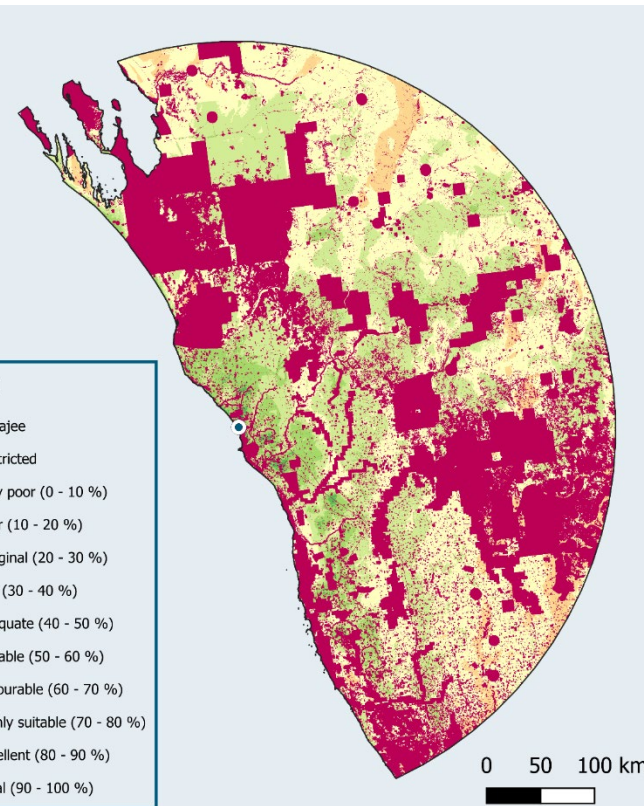 ajee
tricted
y poor (0 - 10 %)
r (10 - 20 %)
ginal (20 - 30 %)
(30 - 40 %)
quate (40 - 50 %)
able (50 - 60 %)
ourable (60 - 70 %)
hly suitable (70 - 80 %)
ellent (80 - 90 %)
al (90 - 100 %)
0 50 100 km